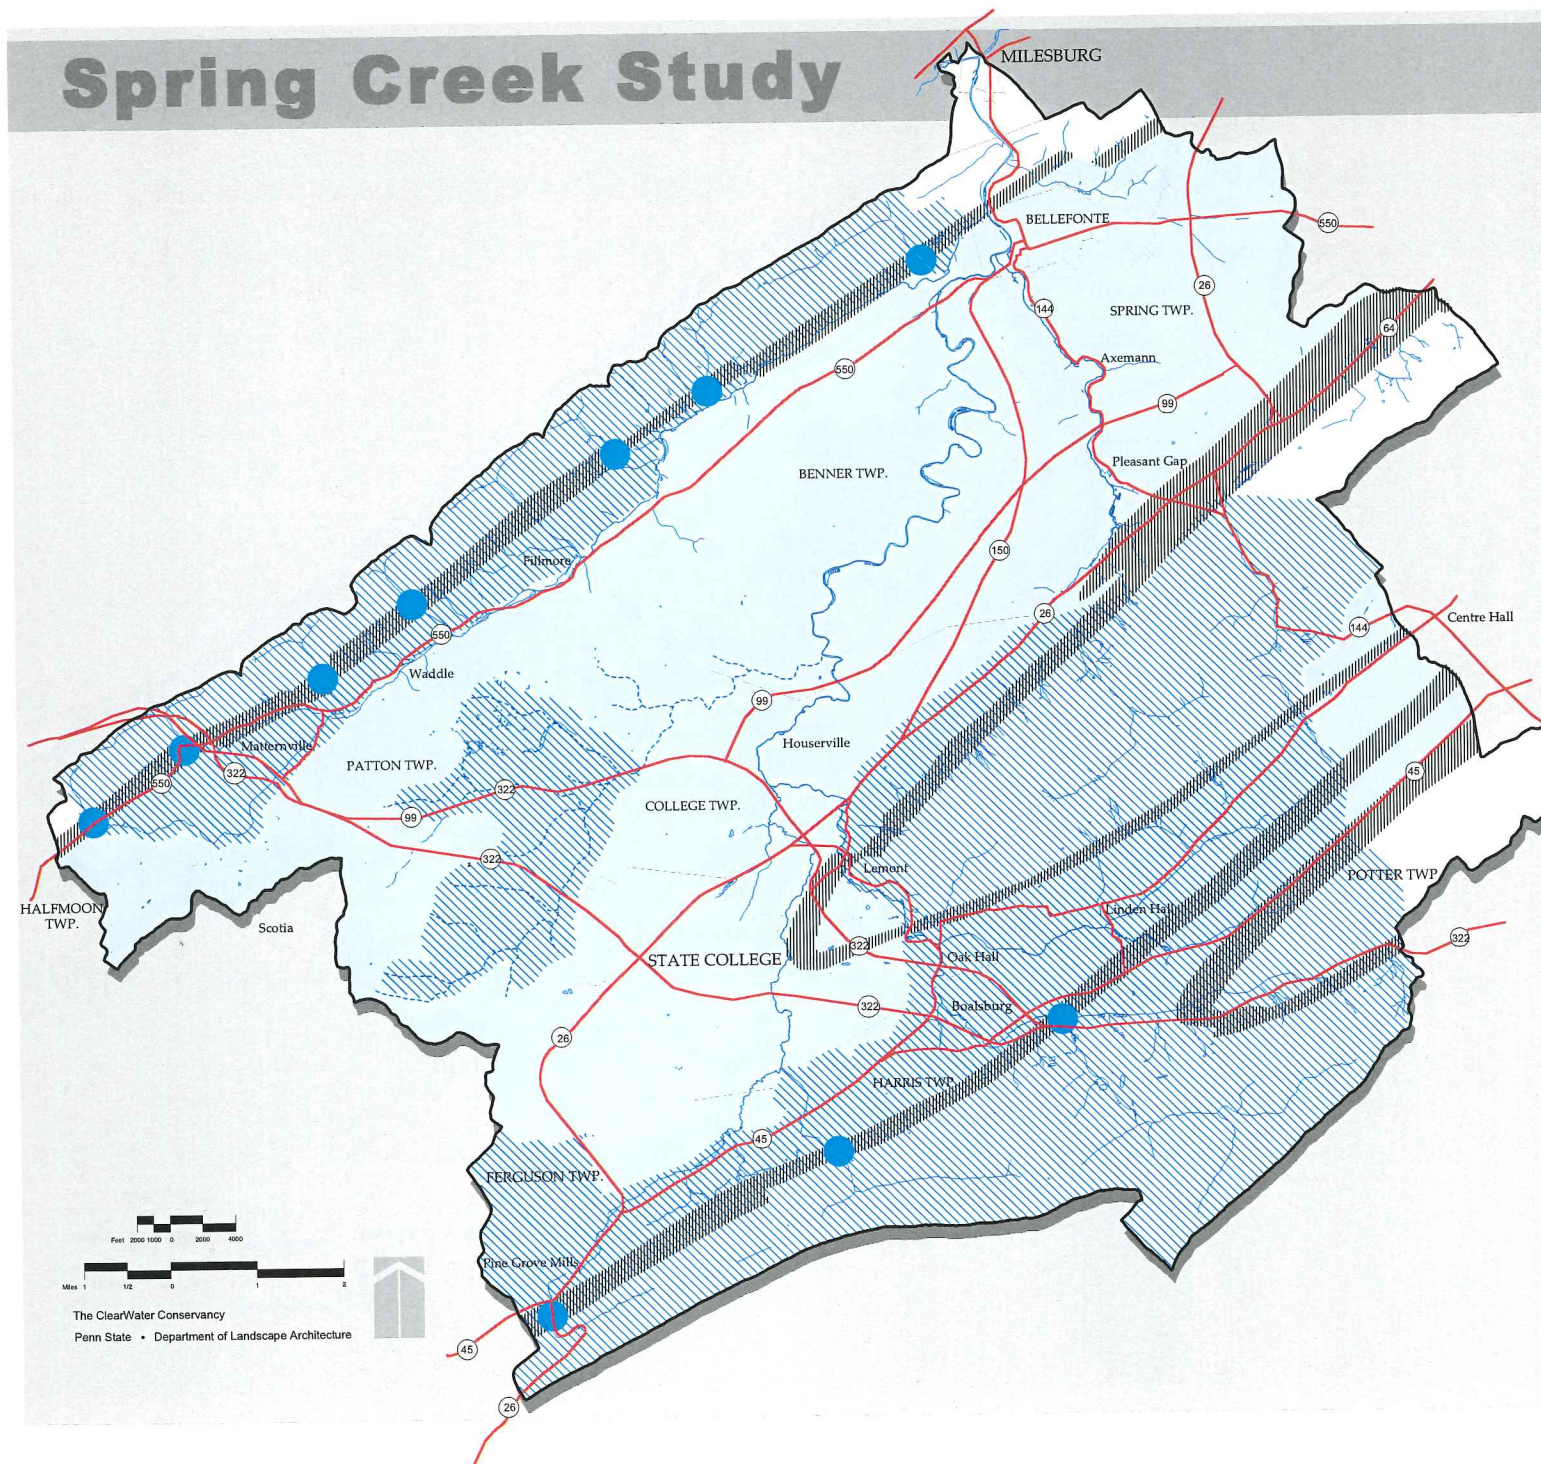 Spring Creek Study
MILESBURG
BELLEFONTE
550
26
144
SPRING TWP.
64
Axemann
550
99
Pleasant Gap
BENNER TWP.
150
Fillmore
26
Centre Hall
144
550
Waddle
99
Houserville
Matternville
PATTON TWP.
322
550
322
45
COLLEGE TWP.
99
322
Lemont
POTTER TWP
HALFMOON
TWP.
Linden Hall
Scotia
322
322
STATE COLLEGE
Oak Hall
Boalsburg
322
26
HARRIS TWP.
45
FERGUSON TWP.
Pine Grove Mills
Feet 2000 1000 0 2000 4000
Miles 1 1/2 0 1 2
The ClearWater Conservancy
Penn State • Department of Landscape Architecture
45
26